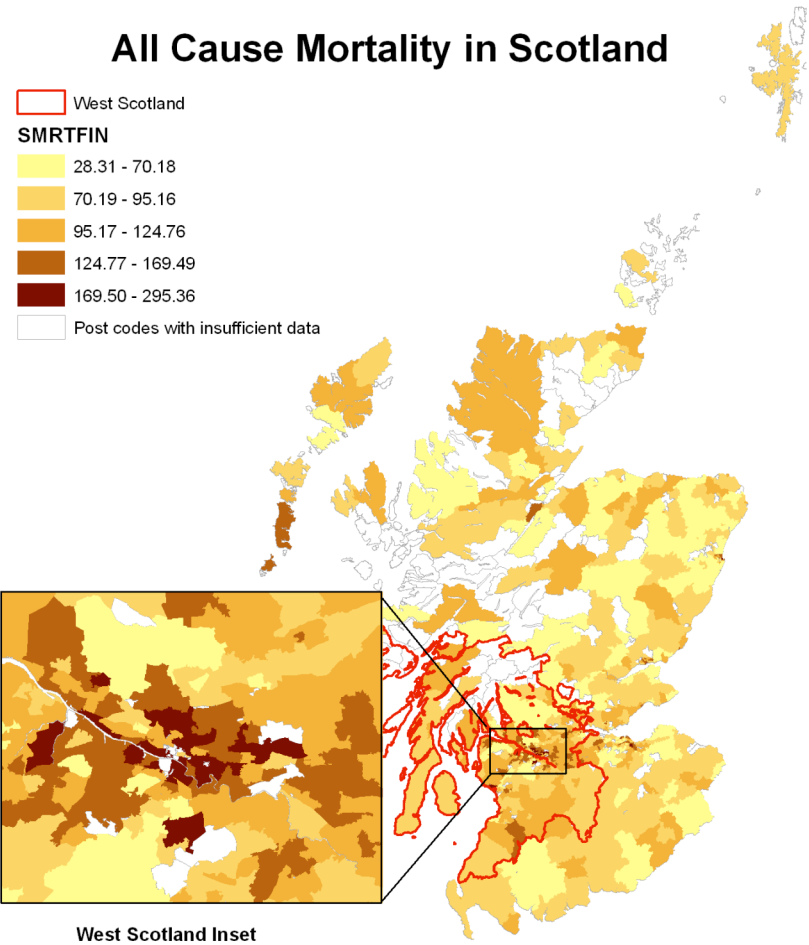 All Cause Mortality in Scotland
West Scotland
SMRTFIN
28.31 - 70.18
70.19 - 95.16
95.17 - 124.76
124.77 - 169.49
169.50 - 295.36
Post codes with insufficient data
West Scotland Inset